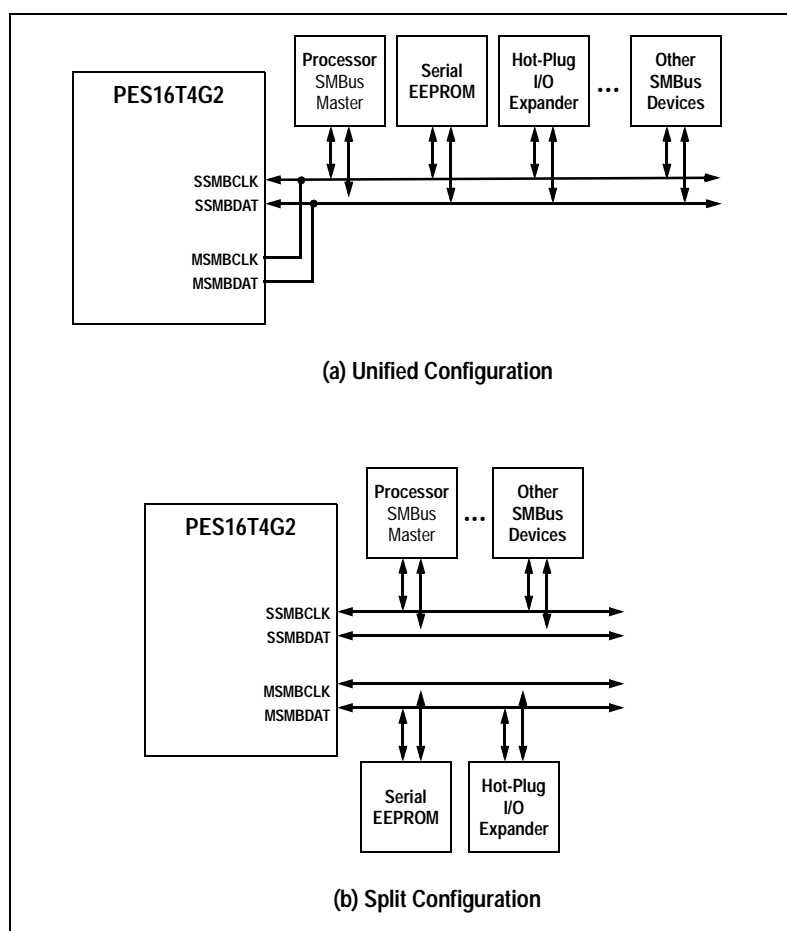 PES16T4G2
Processor
SMBus
Master
Serial
EEPROM
Hot-Plug
I/O
Expander
...
Other
SMBus
Devices
SSMBCLK
SSMBDAT
MSMBCLK
MSMBDAT
(a) Unified Configuration
PES16T4G2
Processor
SMBus
Master
...
Other
SMBus
Devices
SSMBCLK
SSMBDAT
MSMBCLK
MSMBDAT
Serial
EEPROM
Hot-Plug
I/O
Expander
(b) Split Configuration